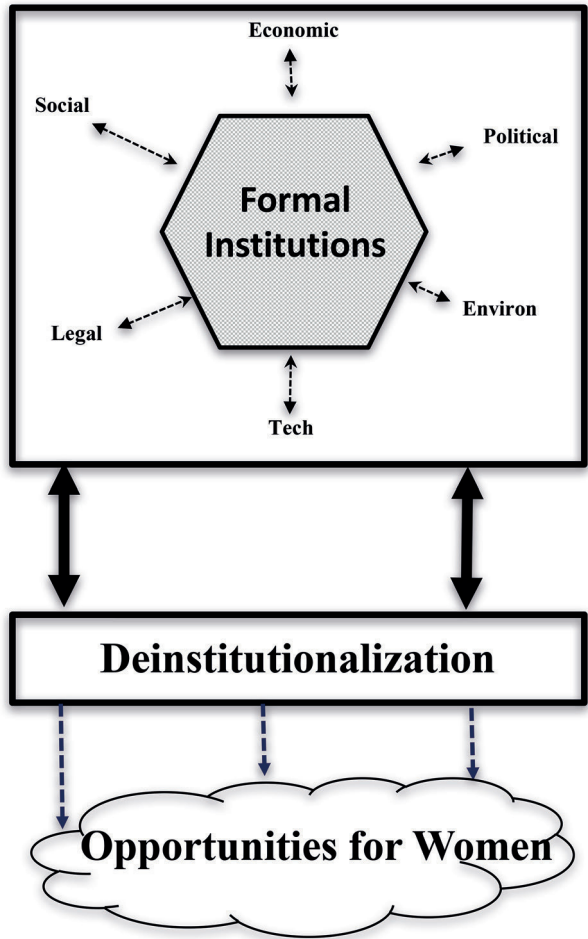 Economic
Social
Political
Formal
Institutions
Legal
Environ
Tech
Deinstitutionalization
Opportunities for Women